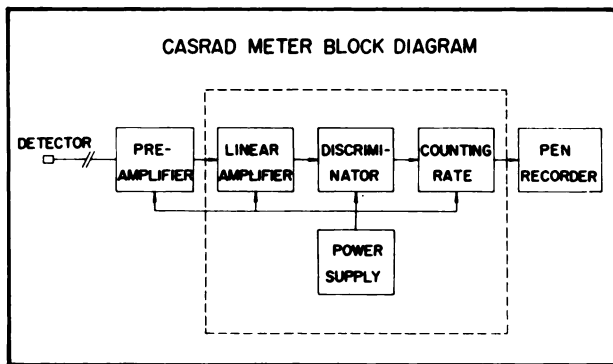 CASRAD METER BLOCK DIAGRAM
DETECTOR
PRE-
AMPLIFIER
LINEAR
AMPLIFIER
DISCRIMI-
NATOR
COUNTING
RATE
PEN
RECORDER
POWER
SUPPLY